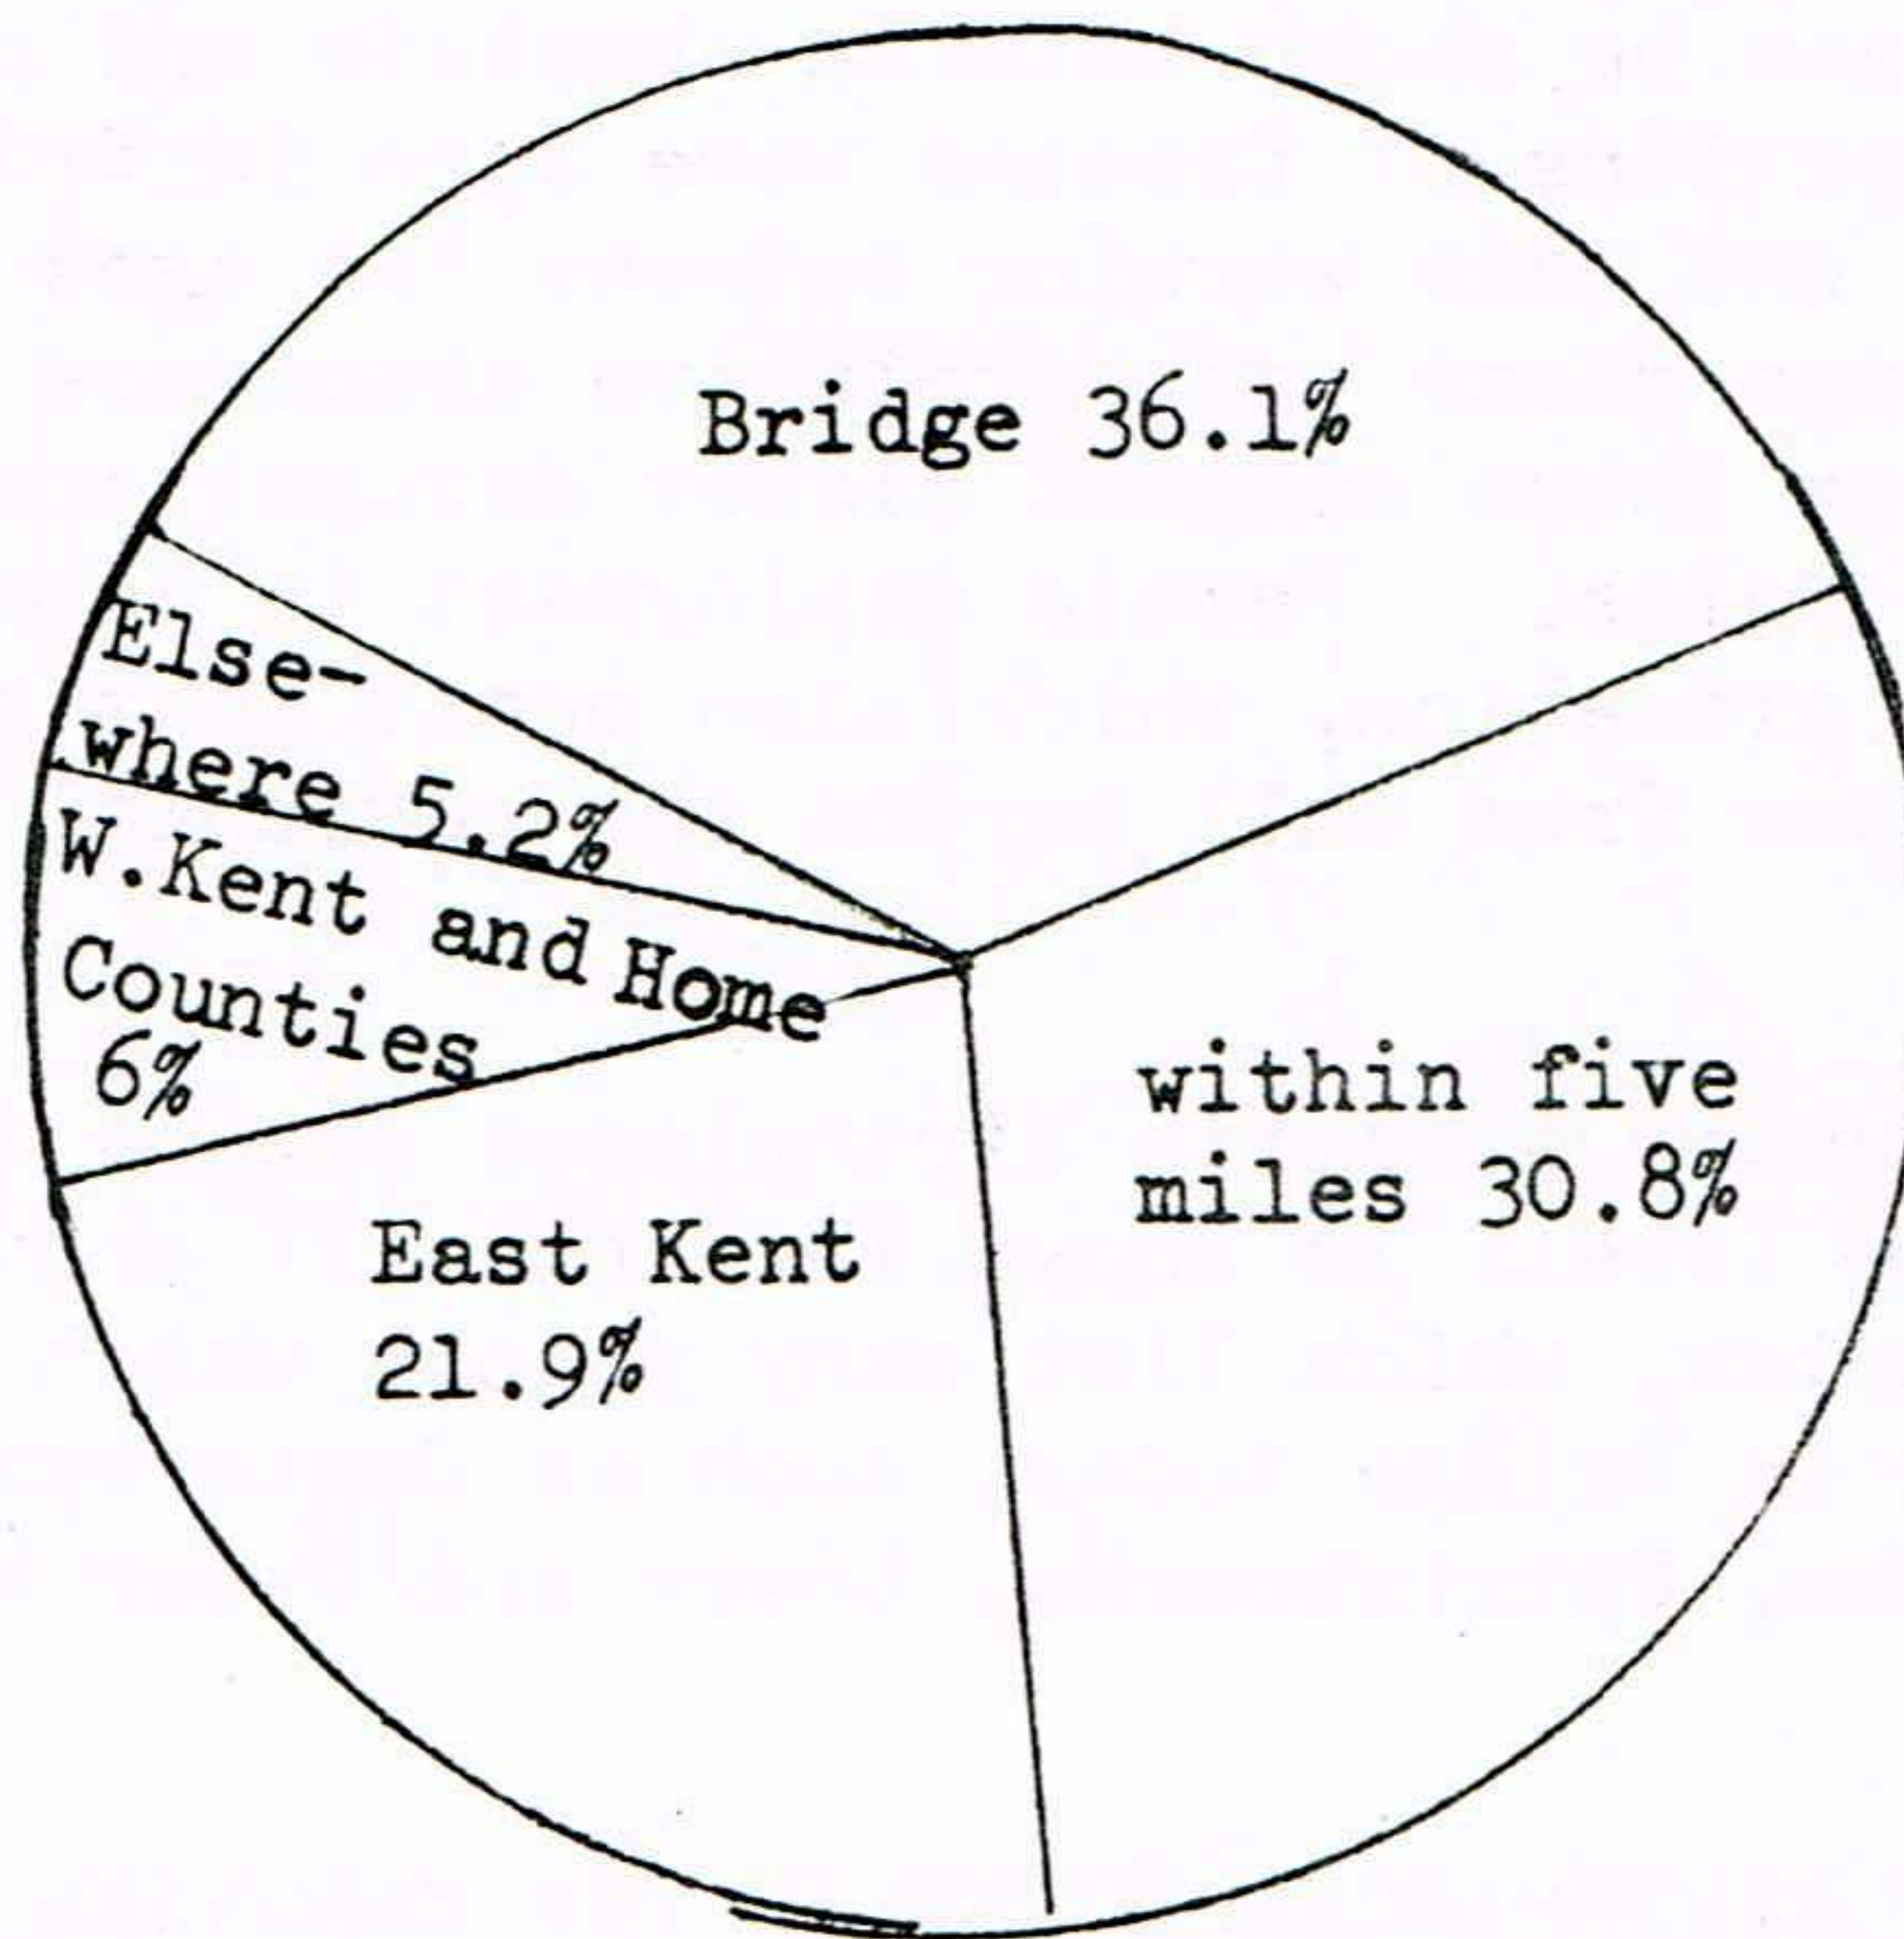 Bridge 36.1%
Else-
where 5.2%
W.Kent and Home
Counties
6%
within five
miles 30.8%
East Kent
21.9%